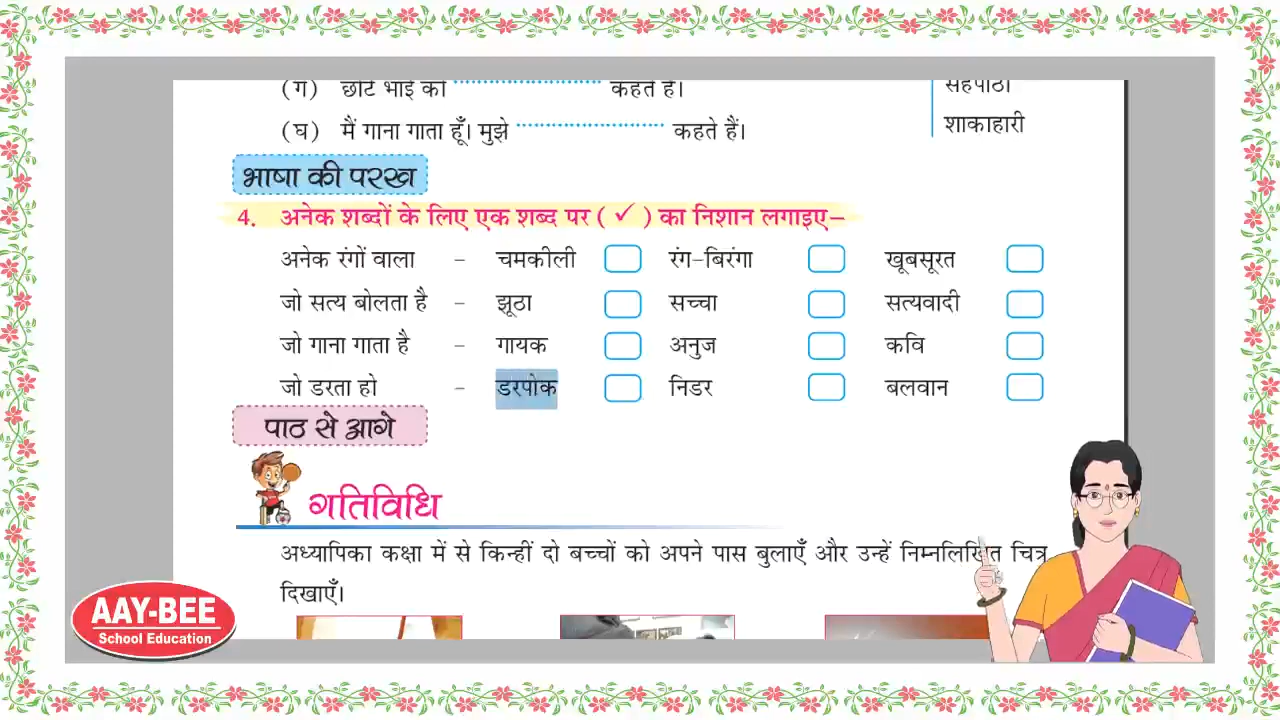 (ग) छोटे भाई को .......................... कहते हैं।
सहपाठी
(घ) मैं गाना गाता हूँ। मुझे .......................... कहते हैं।
शाकाहारी
भाषा की परख
4. अनेक शब्दों के लिए एक शब्द पर ( ✓ ) का निशान लगाइए–
अनेक रंगों वाला – चमकीली रंग-बिरंगा खूबसूरत
जो सत्य बोलता है – झूठा सच्चा सत्यवादी
जो गाना गाता है – गायक अनुज कवि
जो डरता हो – डरपोक निडर बलवान
पाठ से आगे
गतिविधि
अध्यापिका कक्षा में से किन्हीं दो बच्चों को अपने पास बुलाएँ और उन्हें निम्नलिखित चित्र
दिखाएँ।
AAY-BEE
School Education